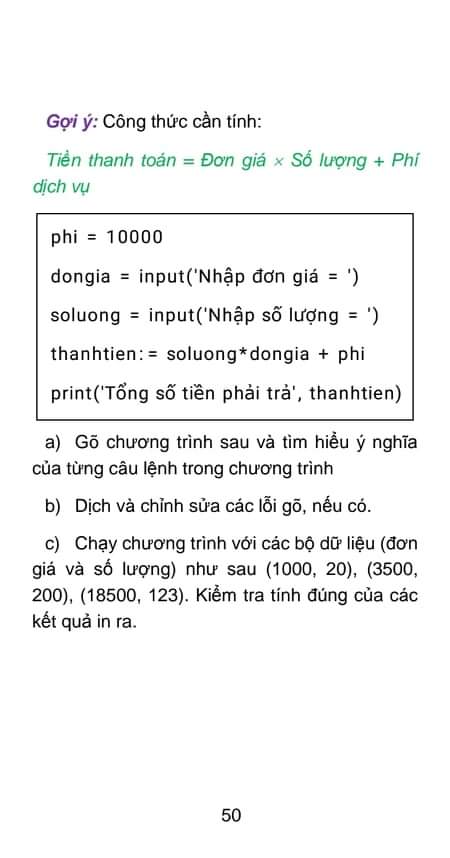 Gợi ý: Công thức cần tính:
Tiền thanh toán = Đơn giá × Số lượng + Phí
dịch vụ
phi = 10000
dongia = input('Nhập đơn giá = ')
soluong = input('Nhập số lượng = ')
thanhtien:= soluong*dongia + phi
print('Tổng số tiền phải trả', thanhtien)
a) Gõ chương trình sau và tìm hiểu ý nghĩa
của từng câu lệnh trong chương trình
b) Dịch và chỉnh sửa các lỗi gõ, nếu có.
c) Chạy chương trình với các bộ dữ liệu (đơn
giá và số lượng) như sau (1000, 20), (3500,
200), (18500, 123). Kiểm tra tính đúng của các
kết quả in ra.
50